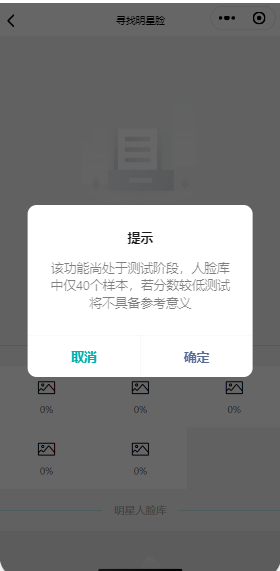 寻找明星脸
提示
该功能尚处于测试阶段，人脸库
中仅40个样本，若分数较低测试
将不具备参考意义
取消
确定
0%
0%
0%
0%
0%
明星人脸库